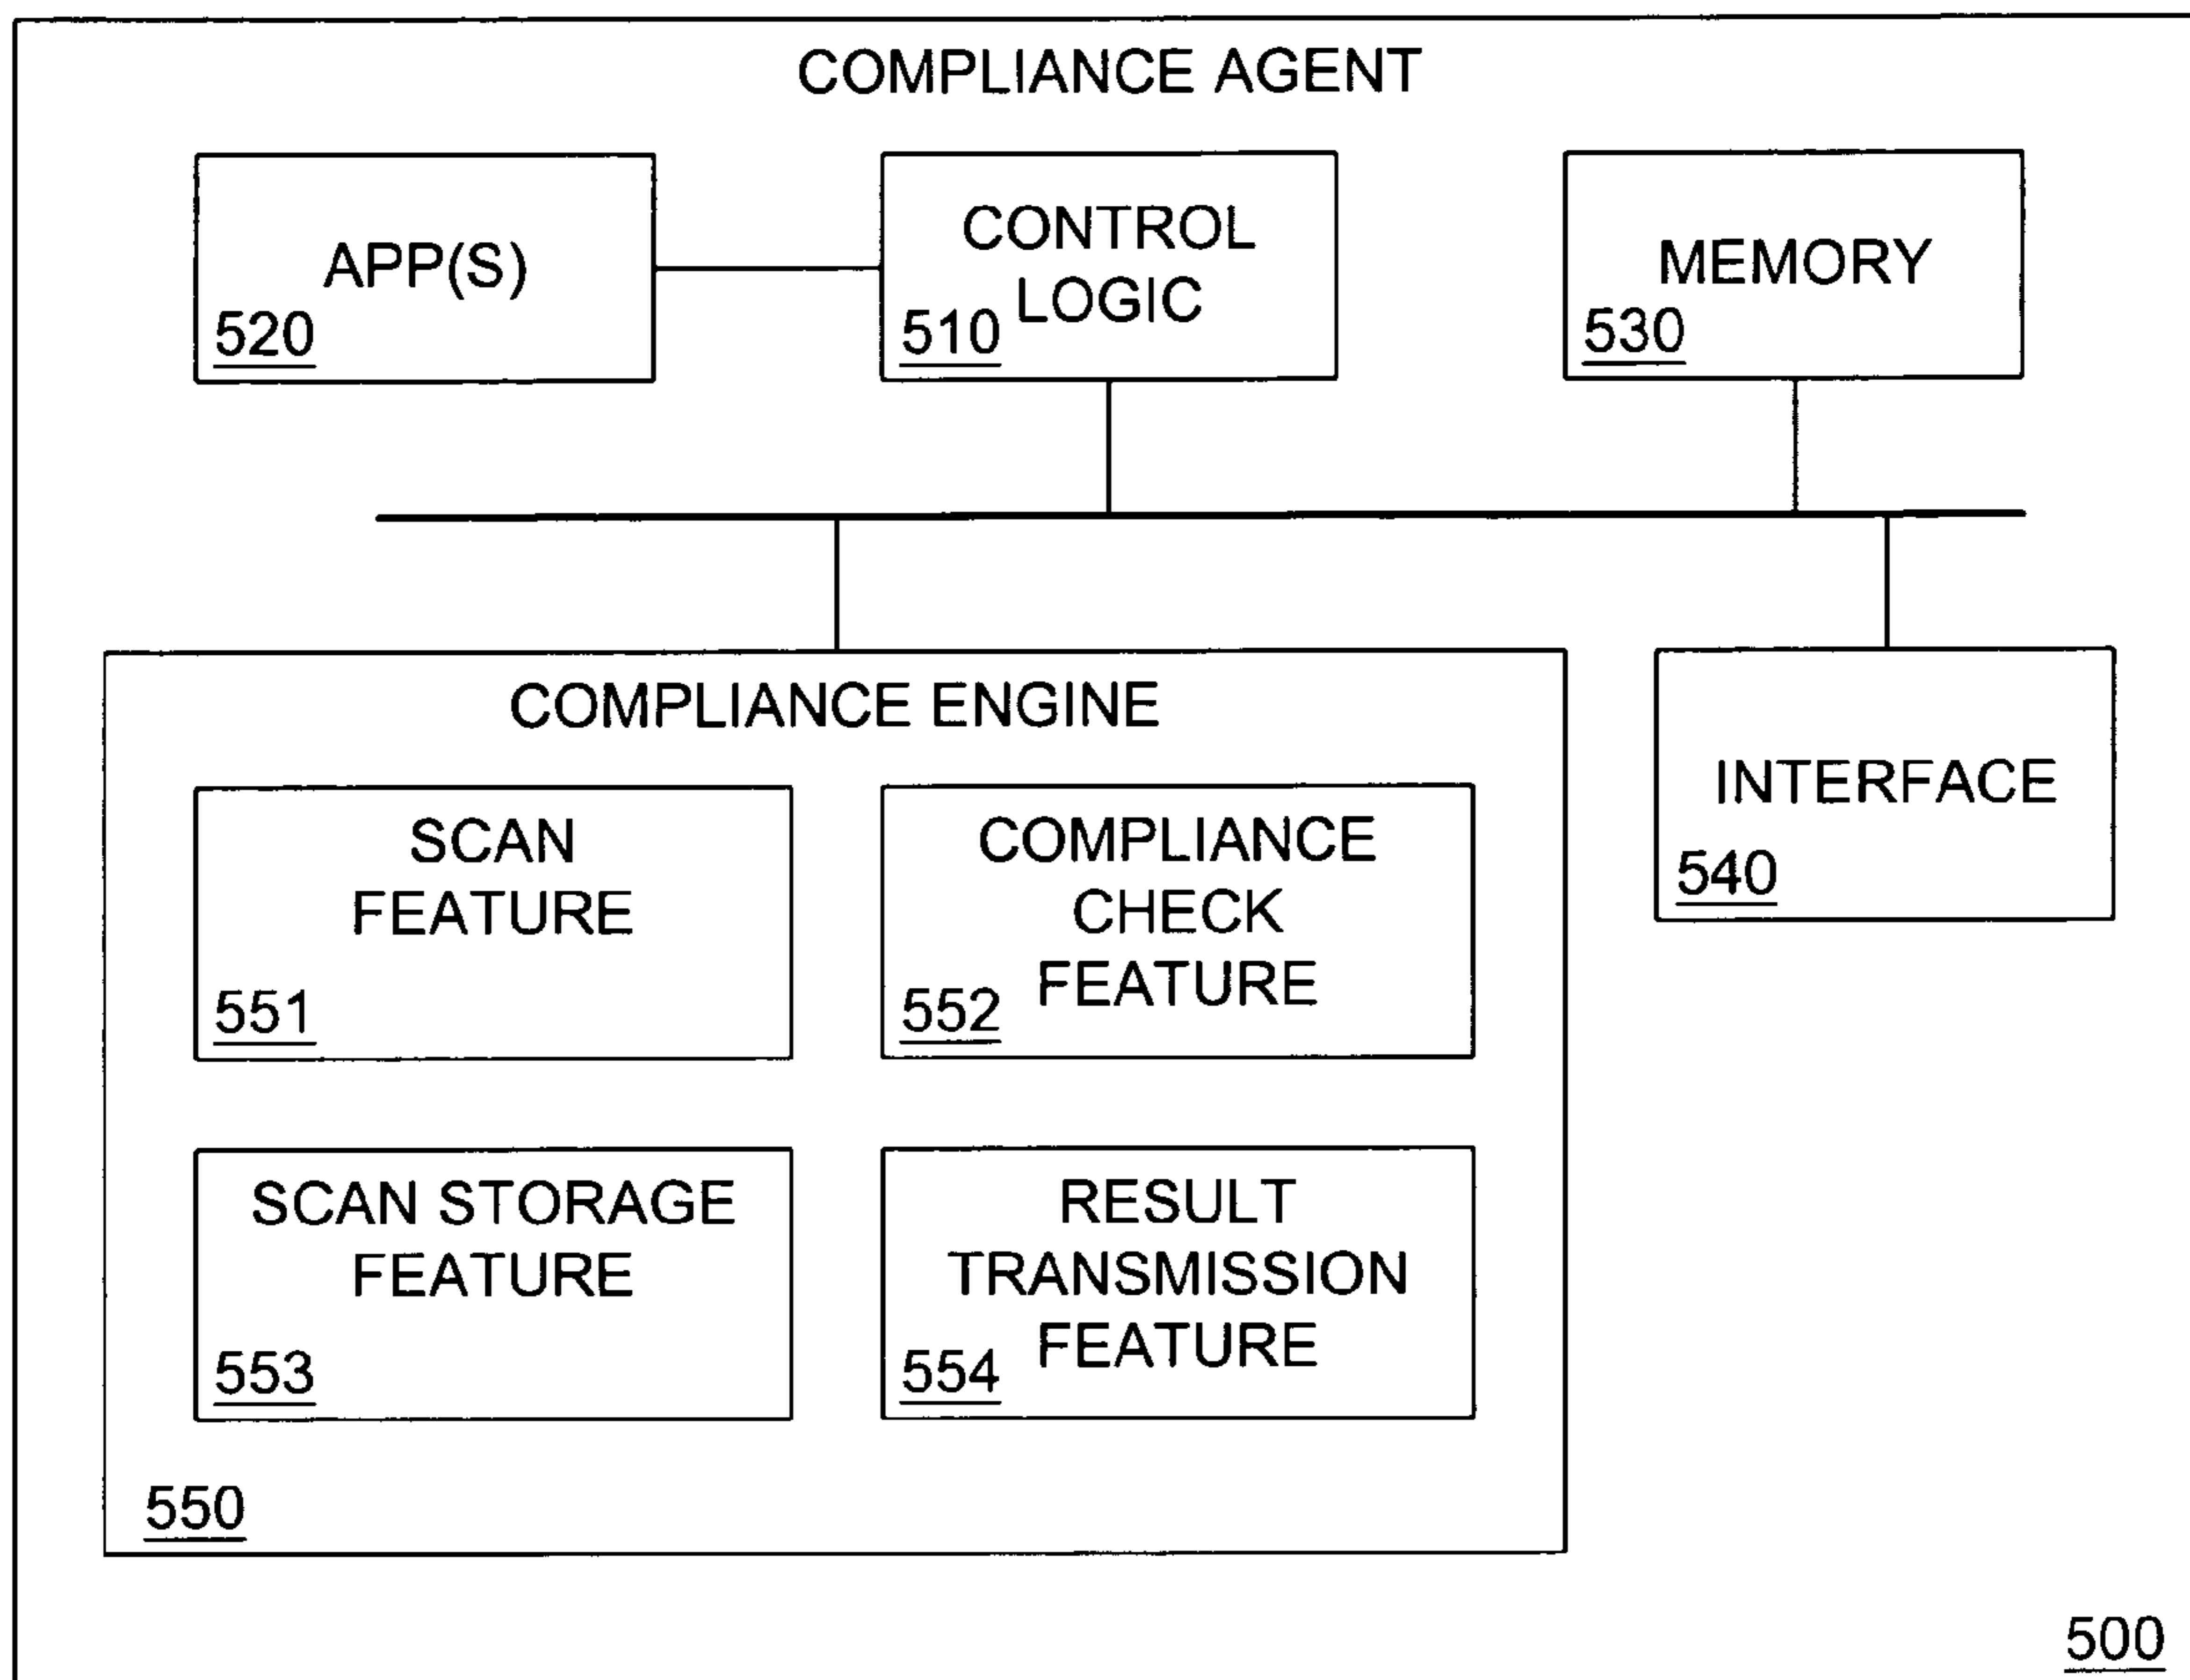 COMPLIANCE AGENT
APP(S)
520
CONTROL
LOGIC
510
MEMORY
530
COMPLIANCE ENGINE
SCAN
FEATURE
551
COMPLIANCE
CHECK
FEATURE
552
INTERFACE
540
SCAN STORAGE
FEATURE
553
RESULT
TRANSMISSION
FEATURE
554
550
500